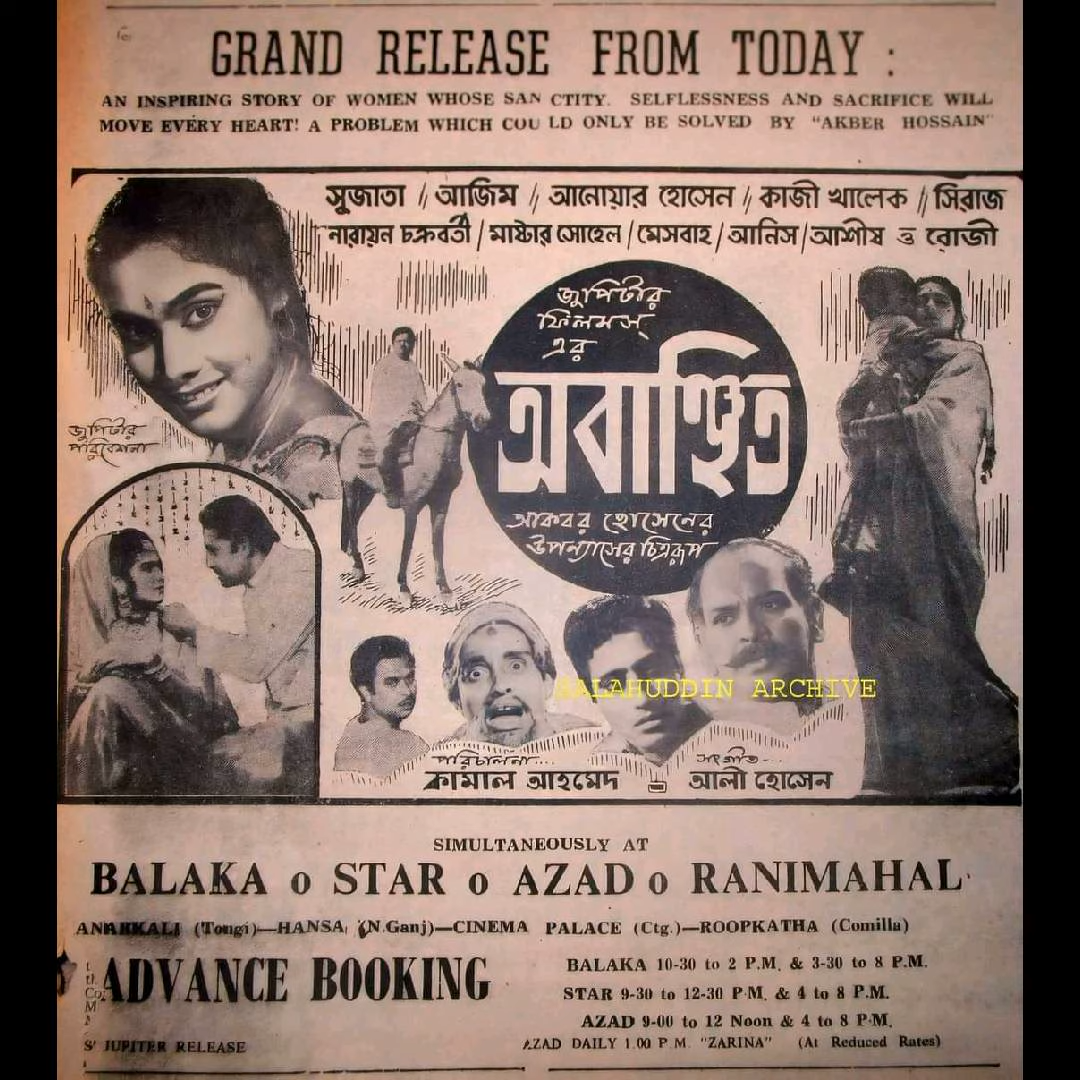 GRAND RELEASE FROM TODAY :
AN INSPIRING STORY OF WOMEN WHOSE SAN CTITY. SELFLESSNESS AND SACRIFICE WILL
MOVE EVERY HEART! A PROBLEM WHICH COU LD ONLY BE SOLVED BY "AKBER HOSSAIN"
সুজাতা // আজিম // আনোয়ার হোসেন // কাজী খালেক // সিরাজ
নারায়ন চক্রবর্তী / মাষ্টার সোহেল / মেসবাহ / আনিস / আশীষ ও রোজী
জুপিটার
ফিলমস্
এর
অবাঞ্ছিত
আকবর হোসেনের
উপন্যাসের চিত্ররূপ
জুপিটার
পরিবেশনা
SALAHUDDIN ARCHIVE
পরিচালনা...
কামাল আহমেদ
সংগীত...
আলী হোসেন
SIMULTANEOUSLY AT
BALAKA o STAR o AZAD o RANIMAHAL
ANARKALI (Tongi)—HANSA (N.Ganj)—CINEMA PALACE (Ctg.)—ROOPKATHA (Comilla)
ADVANCE BOOKING
BALAKA 10-30 to 2 P.M. & 3-30 to 8 P.M.
STAR 9-30 to 12-30 P.M. & 4 to 8 P.M.
AZAD 9-00 to 12 Noon & 4 to 8 P.M.
JUPITER RELEASE
AZAD DAILY 1.00 P.M. "ZARINA" (At Reduced Rates)